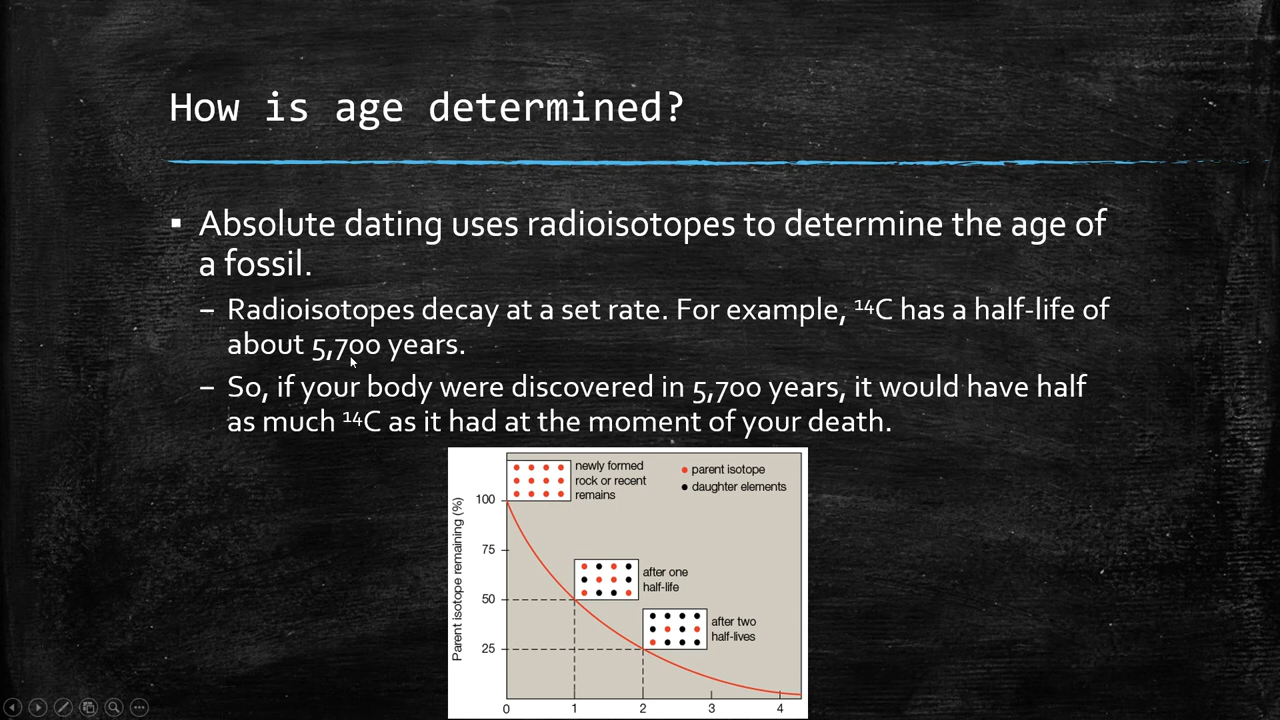 How is age determined?
▪ Absolute dating uses radioisotopes to determine the age of
a fossil.
– Radioisotopes decay at a set rate. For example, ¹⁴C has a half-life of
about 5,700 years.
– So, if your body were discovered in 5,700 years, it would have half
as much ¹⁴C as it had at the moment of your death.
newly formed
rock or recent
remains
parent isotope
daughter elements
Parent isotope remaining (%)
100
75
50
25
after one
half-life
after two
half-lives
0 1 2 3 4